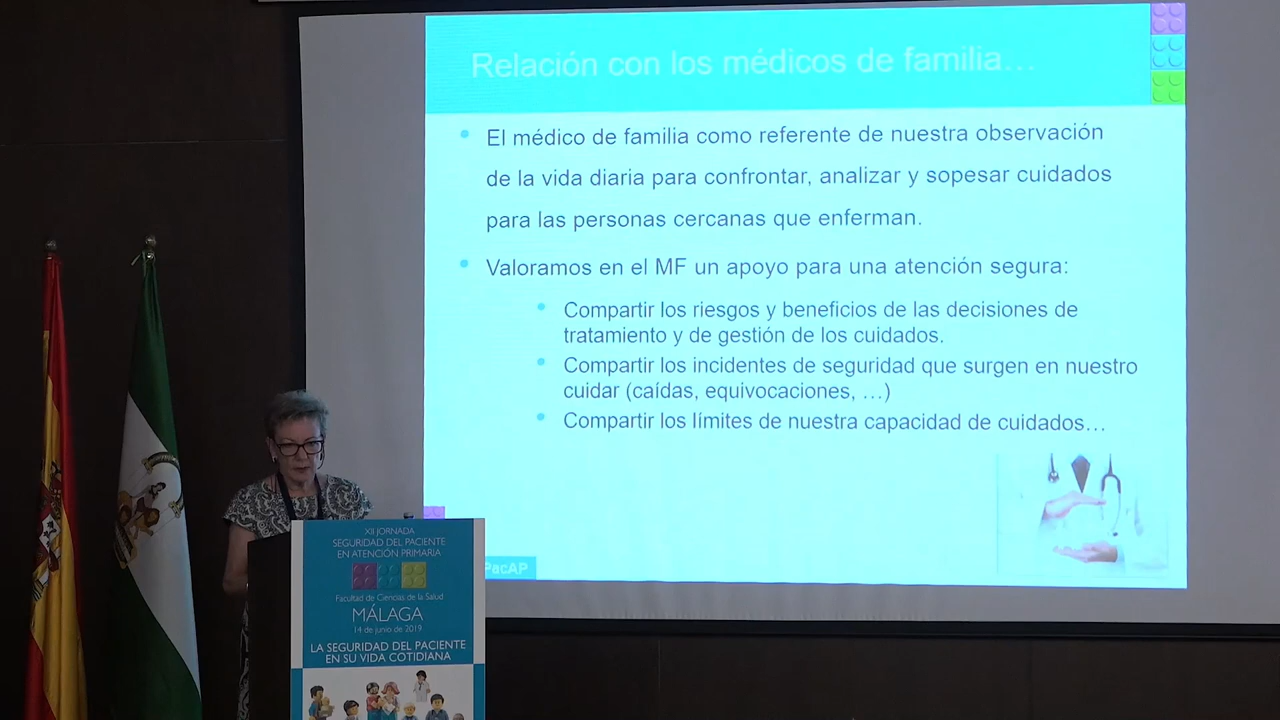 Relación con los médicos de familia...
El médico de familia como referente de nuestra observación
de la vida diaria para confrontar, analizar y sopesar cuidados
para las personas cercanas que enferman.
Valoramos en el MF un apoyo para una atención segura:
Compartir los riesgos y beneficios de las decisiones de
tratamiento y de gestión de los cuidados.
Compartir los incidentes de seguridad que surgen en nuestro
cuidar (caídas, equivocaciones, ...)
Compartir los límites de nuestra capacidad de cuidados...
PacAP
XII JORNADA
SEGURIDAD DEL PACIENTE
EN ATENCIÓN PRIMARIA
Facultad de Ciencias de la Salud
MÁLAGA
14 de junio de 2019
LA SEGURIDAD DEL PACIENTE
EN SU VIDA COTIDIANA